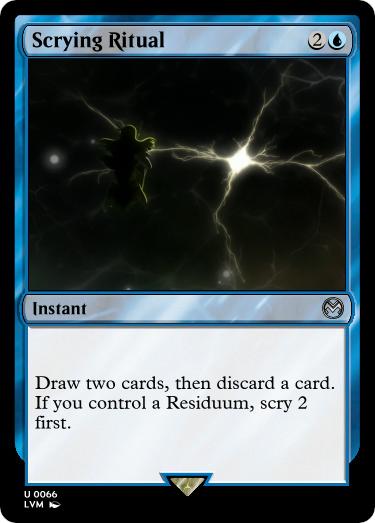 Scrying Ritual 2
Instant
Draw two cards, then discard a card.
If you control a Residuum, scry 2
first.
U 0066
LVM